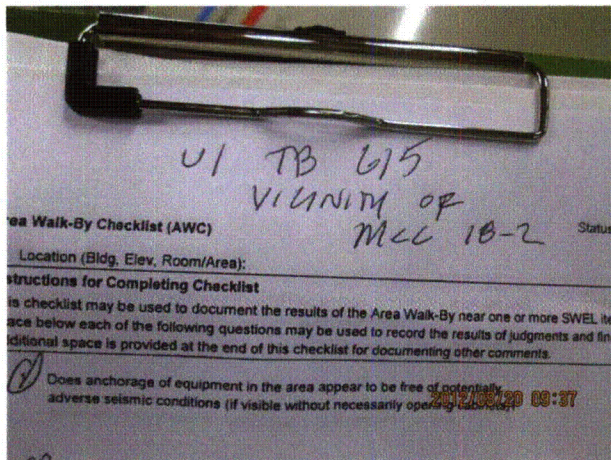 U1 TB 615
VICINITY OF
MCC 1B-2
rea Walk-By Checklist (AWC)
Status
Location (Bldg, Elev, Room/Area):
structions for Completing Checklist
is checklist may be used to document the results of the Area Walk-By near one or more SWEL ite
ace below each of the following questions may be used to record the results of judgments and fin
ditional space is provided at the end of this checklist for documenting other comments.
Does anchorage of equipment in the area appear to be free of potentially
adverse seismic conditions (if visible without necessarily opening
2012/09/20 09:37